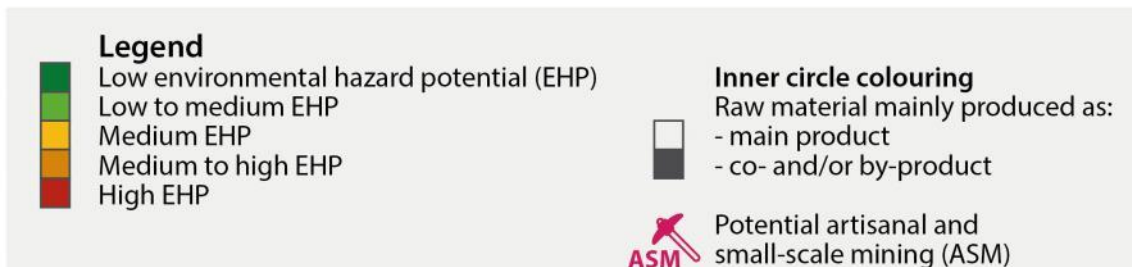 Legend
Low environmental hazard potential (EHP)
Low to medium EHP
Medium EHP
Medium to high EHP
High EHP
Inner circle colouring
Raw material mainly produced as:
- main product
- co- and/or by-product
ASM
Potential artisanal and
small-scale mining (ASM)